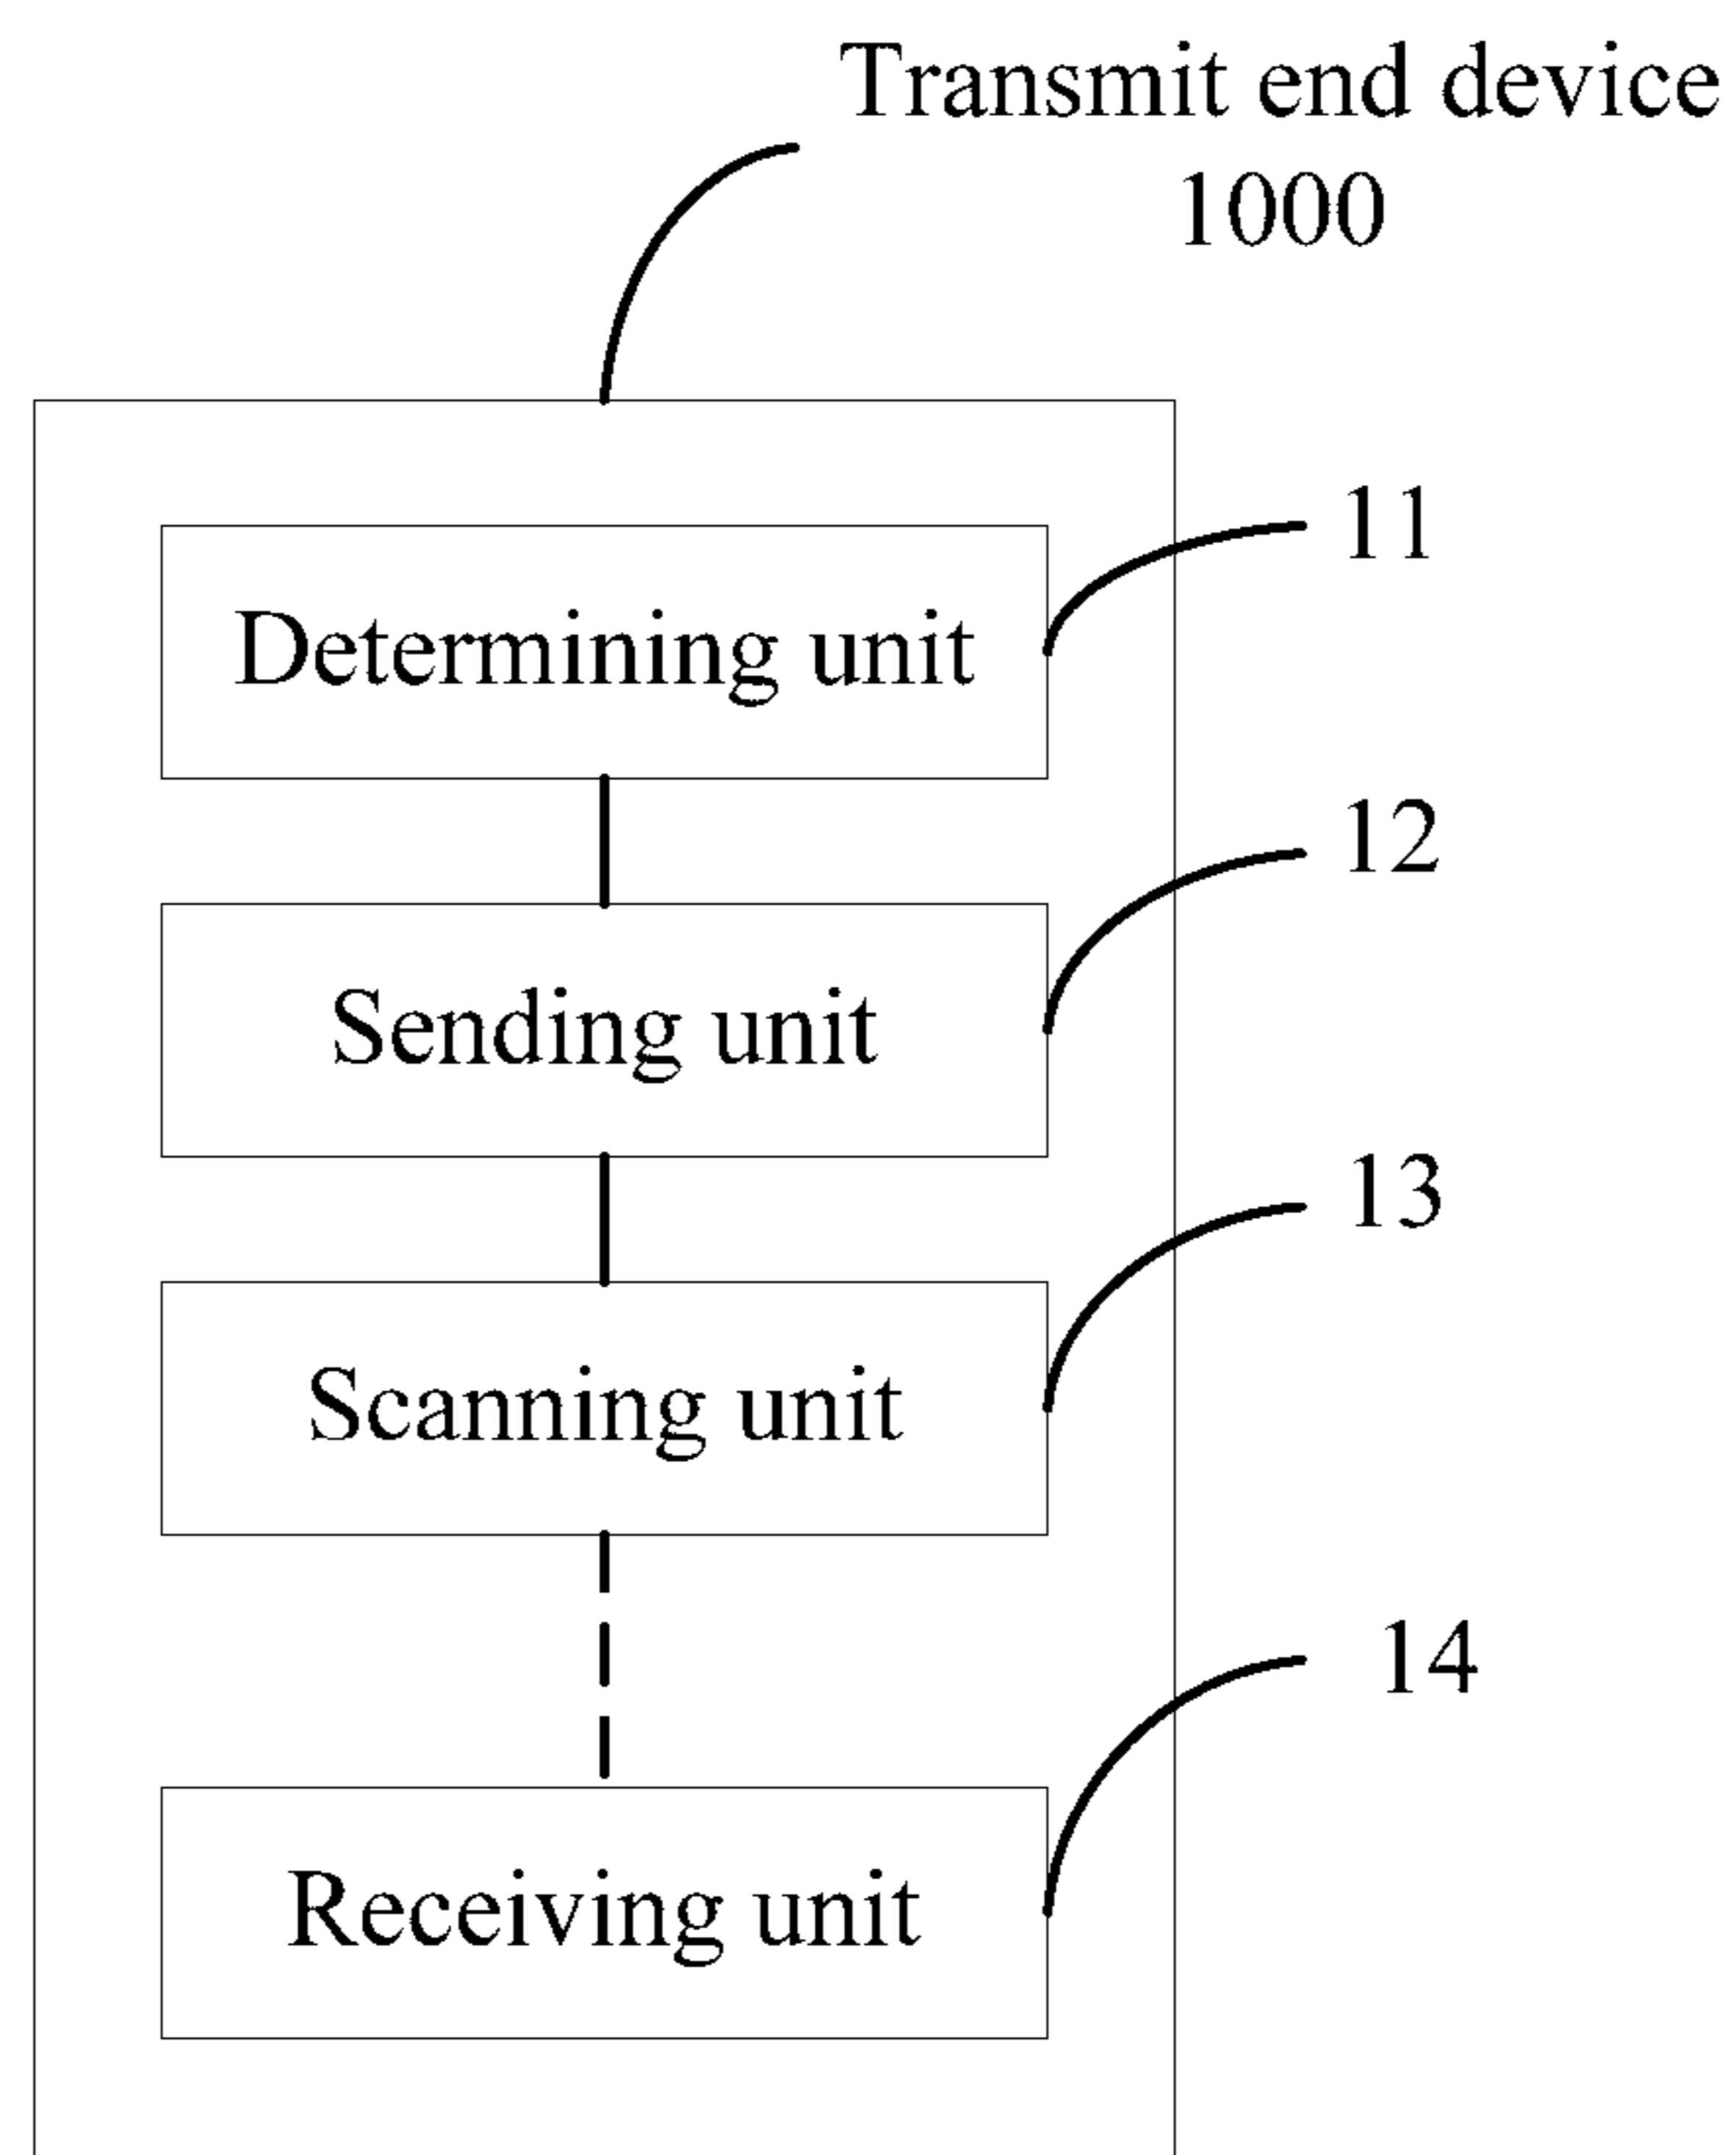 Transmit end device
1000
11
Determining unit
12
Sending unit
13
Scanning unit
14
Receiving unit